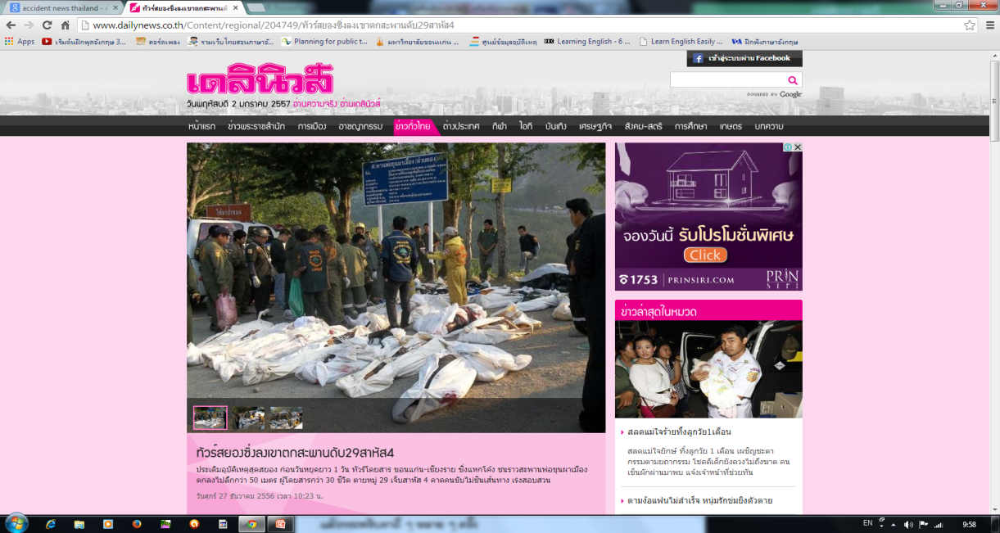 accident news thailand -
ทัวร์สยองซิ่งลงเขาตกสะพานดั
www.dailynews.co.th/Content/regional/204749/ทัวร์สยองซิ่งลงเขาตกสะพานดับ29สาหัส4
Apps เริ่มต้นฝึกพูดอังกฤษ 3... คอร์ดเพลง รวมเว็บไทยสอนภาษาอั... Planning for public t... มหาวิทยาลัยขอนแก่น ... ศูนย์ข้อมูลอุบัติเหตุ Learning English - 6 ... Learn English Easily ... VOA ฝึกฟังภาษาอังกฤษ
f เข้าสู่ระบบผ่าน Facebook
เดลินิวส์
POWERED BY Google
วันพฤหัสบดี 2 มกราคม 2557 อ่านความจริง อ่านเดลินิวส์
หน้าแรก ข่าวพระราชสำนัก การเมือง อาชญากรรม ข่าวทั่วไทย ต่างประเทศ กีฬา ไอที บันเทิง เศรษฐกิจ สังคม-สตรี การศึกษา เกษตร บทความ
สะพานพ่อขุนผาเมือง (ห้วยตอง)
จองวันนี้ รับโปรโมชั่นพิเศษ
Click
1753 PRINSIRI.COM PRIN SIRI
ข่าวล่าสุดในหมวด
ทัวร์สยองซิ่งลงเขาตกสะพานดับ29สาหัส4
ประเดิมอุบัติเหตุสุดสยอง ก่อนวันหยุดยาว 1 วัน ทัวร์โดยสาร ขอนแก่น-เชียงราย ซิ่งแหกโค้ง ชนราวสะพานพ่อขุนผาเมือง
ตกลงไปลึกกว่า 50 เมตร ผู้โดยสารกว่า 30 ชีวิต ตายหมู่ 29 เจ็บสาหัส 4 คาดคนขับไม่ชินเส้นทาง เร่งสอบสวน
วันศุกร์ 27 ธันวาคม 2556 เวลา 10:23 น.
สลดแม่ใจร้ายทิ้งลูกวัย1เดือน
สลดแม่ใจยักษ์ ทิ้งลูกวัย 1 เดือน เผชิญชะตา
กรรมตามยถากรรม โชคดีเด็กยังดวงไม่ถึงฆาต คน
เข็นผักผ่านมาพบ แจ้งเจ้าหน้าที่ช่วยทัน
ตามง้อแฟนไม่สำเร็จ หนุ่มรักขมยิงตัวตาย
EN 9:58